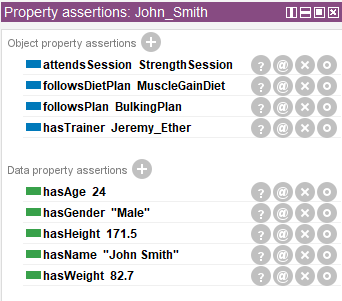 Property assertions: John_Smith
Object property assertions
attendsSession StrengthSession
followsDietPlan MuscleGainDiet
followsPlan BulkingPlan
hasTrainer Jeremy_Ether
Data property assertions
hasAge 24
hasGender "Male"
hasHeight 171.5
hasName "John Smith"
hasWeight 82.7